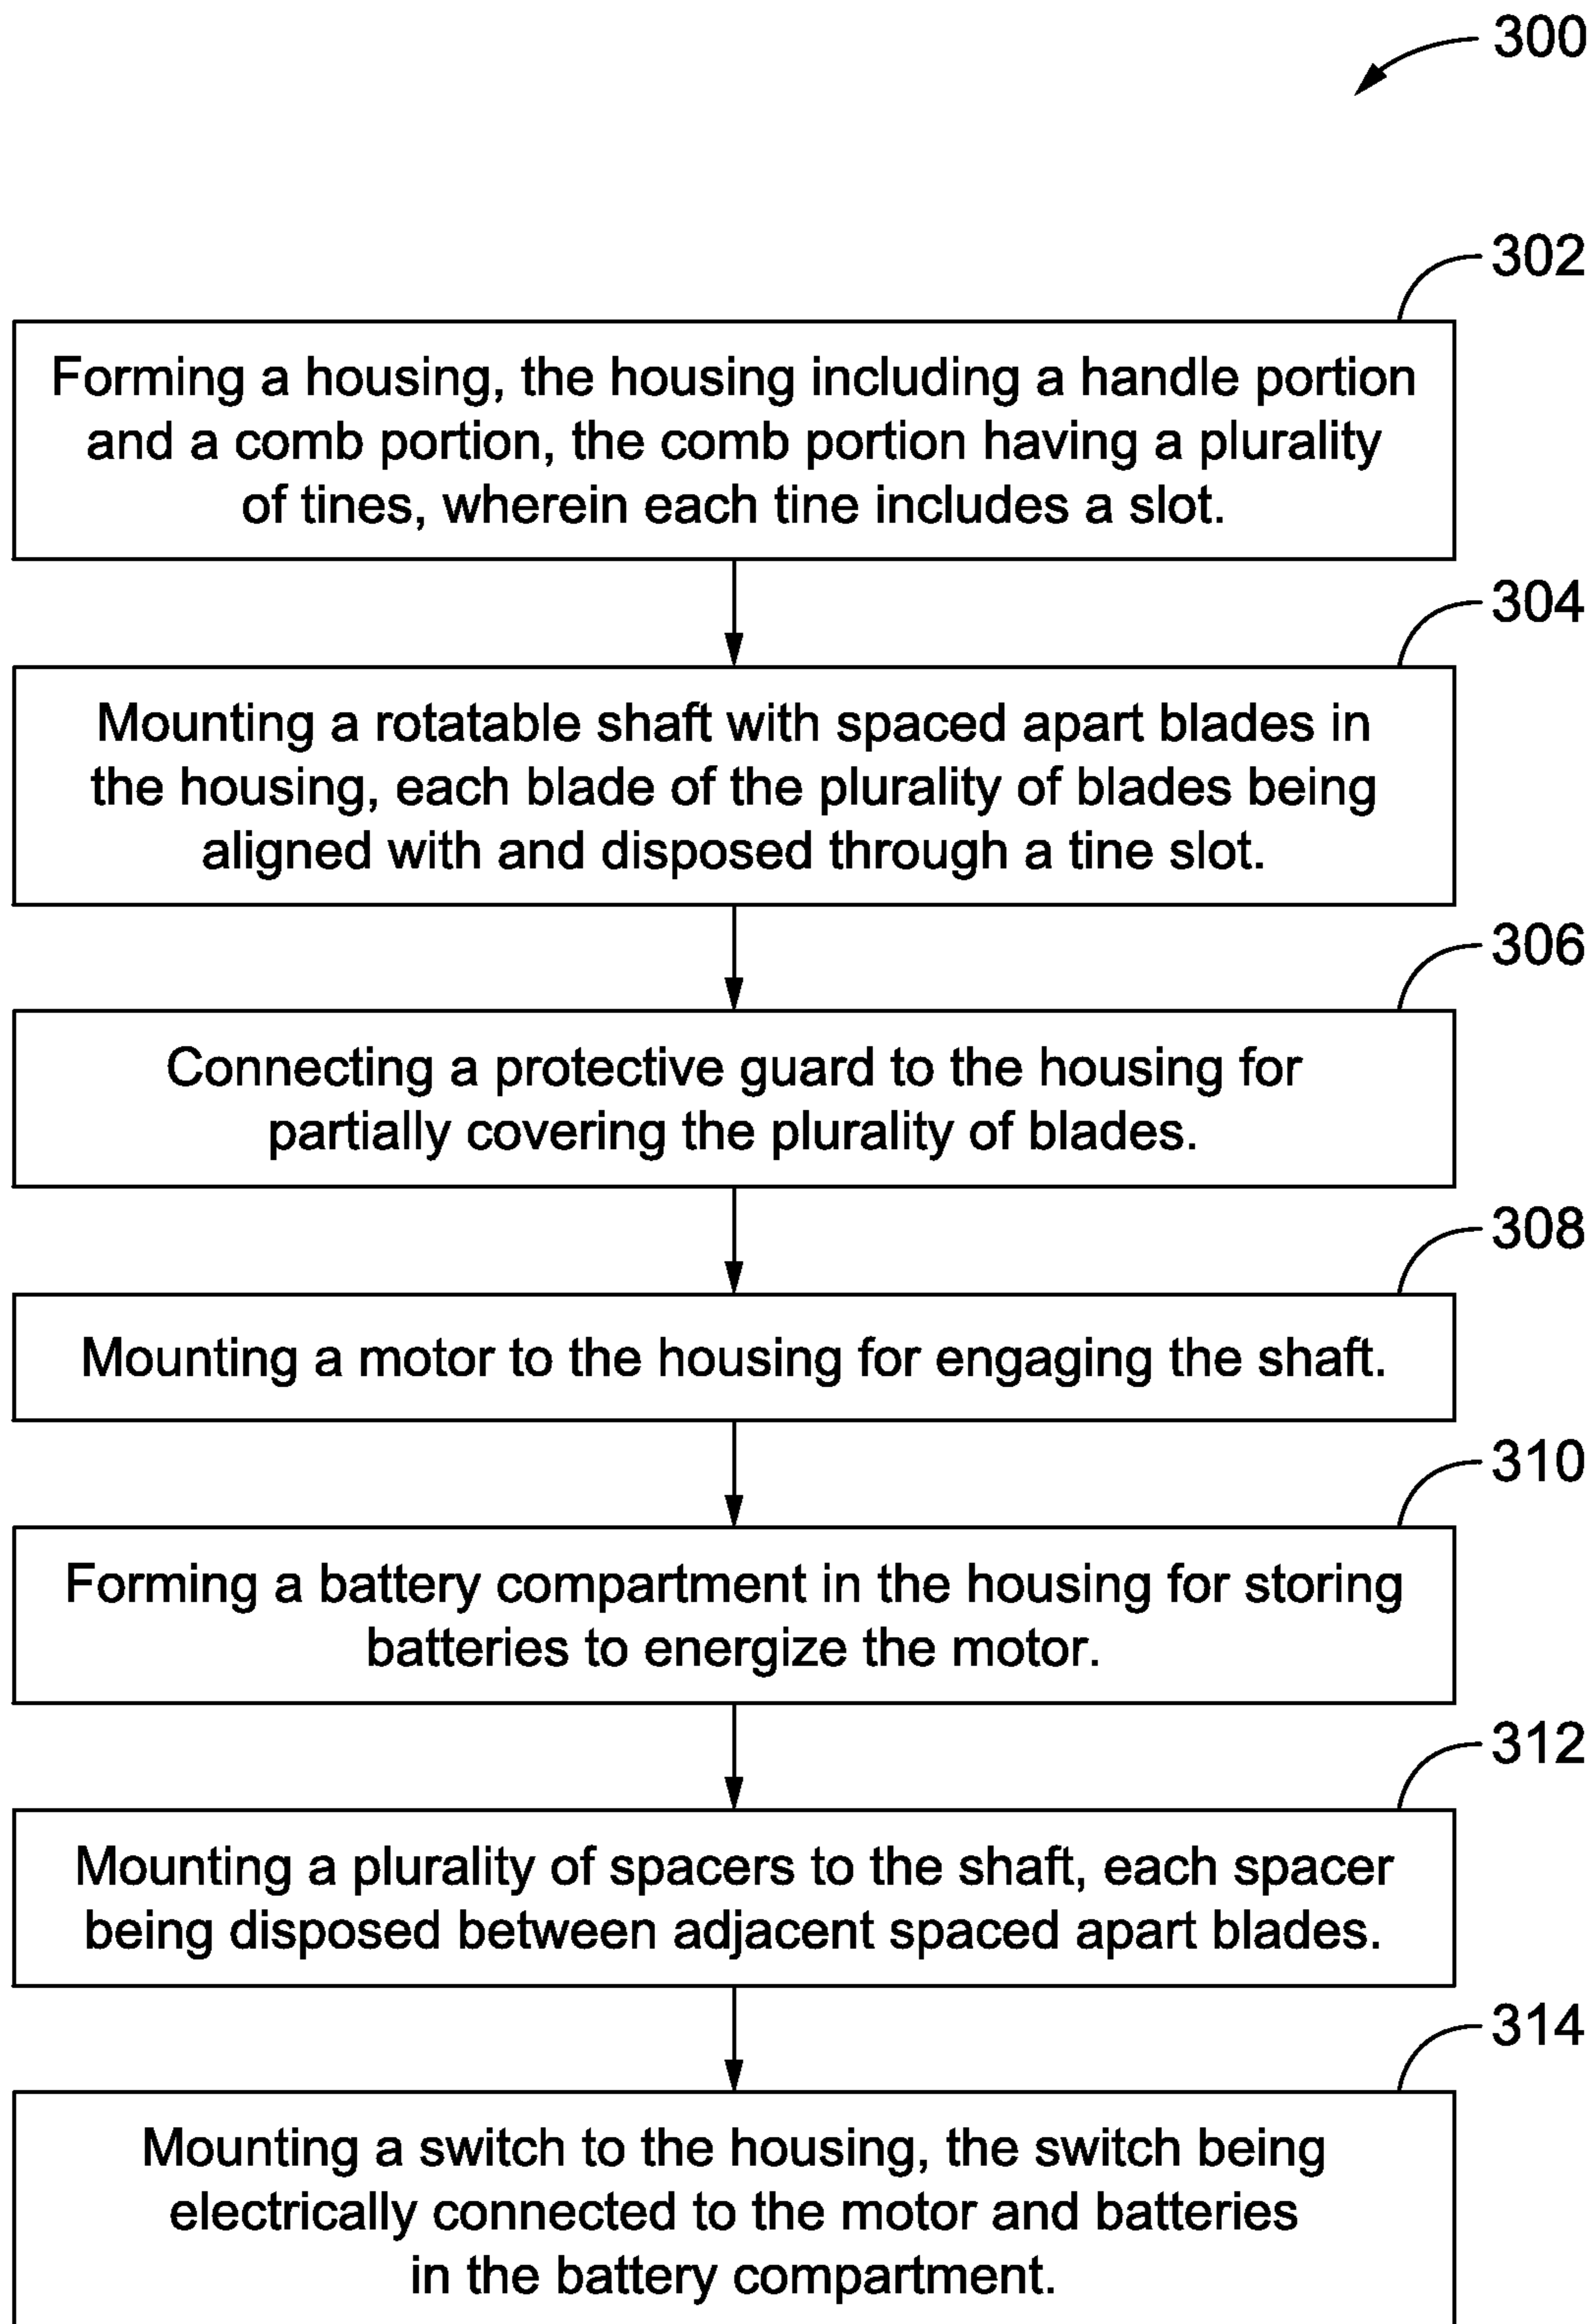 300
302
Forming a housing, the housing including a handle portion
and a comb portion, the comb portion having a plurality
of tines, wherein each tine includes a slot.
304
Mounting a rotatable shaft with spaced apart blades in
the housing, each blade of the plurality of blades being
aligned with and disposed through a tine slot.
306
Connecting a protective guard to the housing for
partially covering the plurality of blades.
308
Mounting a motor to the housing for engaging the shaft.
310
Forming a battery compartment in the housing for storing
batteries to energize the motor.
312
Mounting a plurality of spacers to the shaft, each spacer
being disposed between adjacent spaced apart blades.
314
Mounting a switch to the housing, the switch being
electrically connected to the motor and batteries
in the battery compartment.